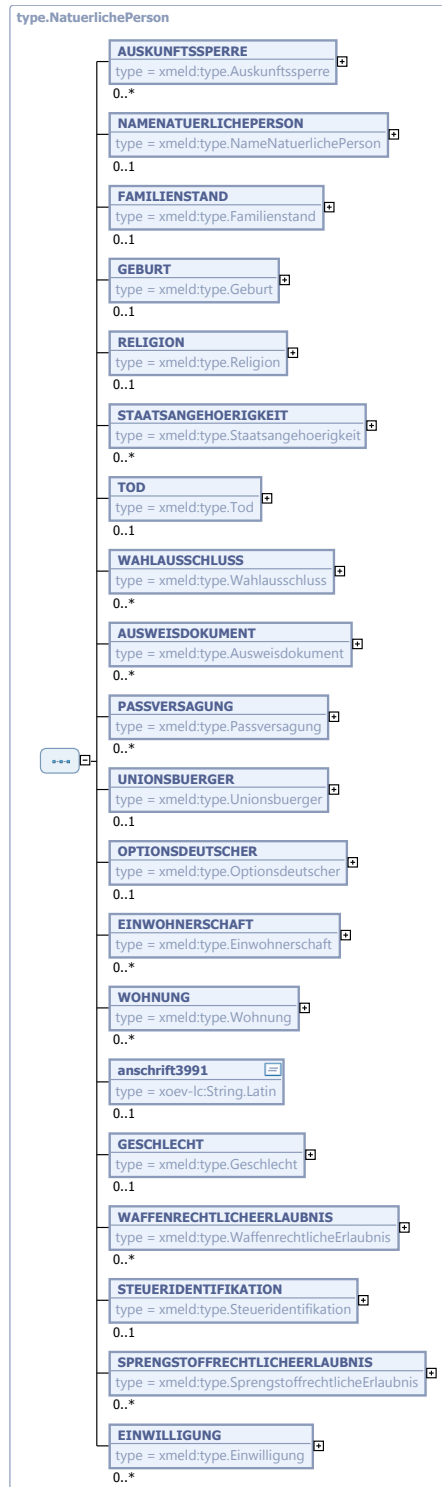 type.NatuerlichePerson
AUSKUNFTSSPERRE
type = xmeld:type.Auskunftssperre
0..*
NAMENATUERLICHEPERSON
type = xmeld:type.NameNatuerlichePerson
0..1
FAMILIENSTAND
type = xmeld:type.Familienstand
0..1
GEBURT
type = xmeld:type.Geburt
0..1
RELIGION
type = xmeld:type.Religion
0..1
STAATSANGEHOERIGKEIT
type = xmeld:type.Staatsangehoerigkeit
0..*
TOD
type = xmeld:type.Tod
0..1
WAHLAUSSCHLUSS
type = xmeld:type.Wahlausschluss
0..*
AUSWEISDOKUMENT
type = xmeld:type.Ausweisdokument
0..*
PASSVERSAGUNG
type = xmeld:type.Passversagung
0..*
UNIONSBUERGER
type = xmeld:type.Unionsbuerger
0..1
OPTIONSDEUTSCHER
type = xmeld:type.Optionsdeutscher
0..1
EINWOHNERSCHAFT
type = xmeld:type.Einwohnerschaft
0..*
WOHNUNG
type = xmeld:type.Wohnung
0..*
anschrift3991
type = xoev-lc:String.Latin
0..1
GESCHLECHT
type = xmeld:type.Geschlecht
0..1
WAFFENRECHTLICHEERLAUBNIS
type = xmeld:type.WaffenrechtlicheErlaubnis
0..*
STEUERIDENTIFIKATION
type = xmeld:type.Steueridentifikation
0..1
SPRENGSTOFFRECHTLICHEERLAUBNIS
type = xmeld:type.SprengstoffrechtlicheErlaubnis
0..*
EINWILLIGUNG
type = xmeld:type.Einwilligung
0..*